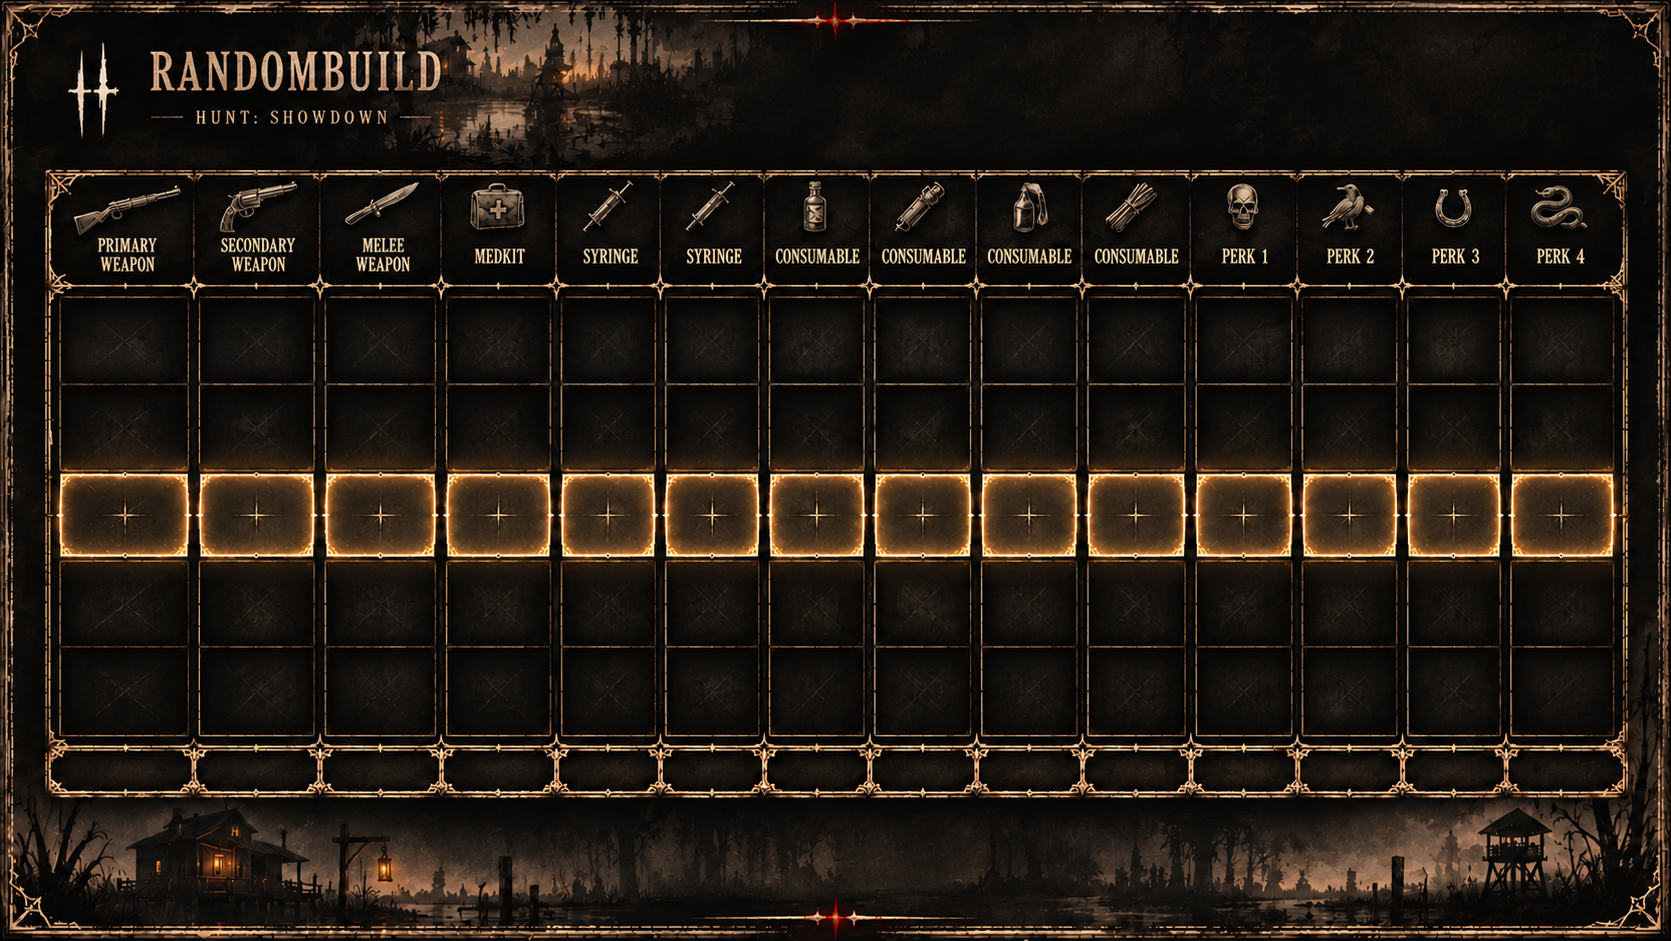 RANDOMBUILD
HUNT: SHOWDOWN
PRIMARY
WEAPON
SECONDARY
WEAPON
MELEE
WEAPON
MEDKIT
SYRINGE
SYRINGE
CONSUMABLE
CONSUMABLE
CONSUMABLE
CONSUMABLE
PERK 1
PERK 2
PERK 3
PERK 4